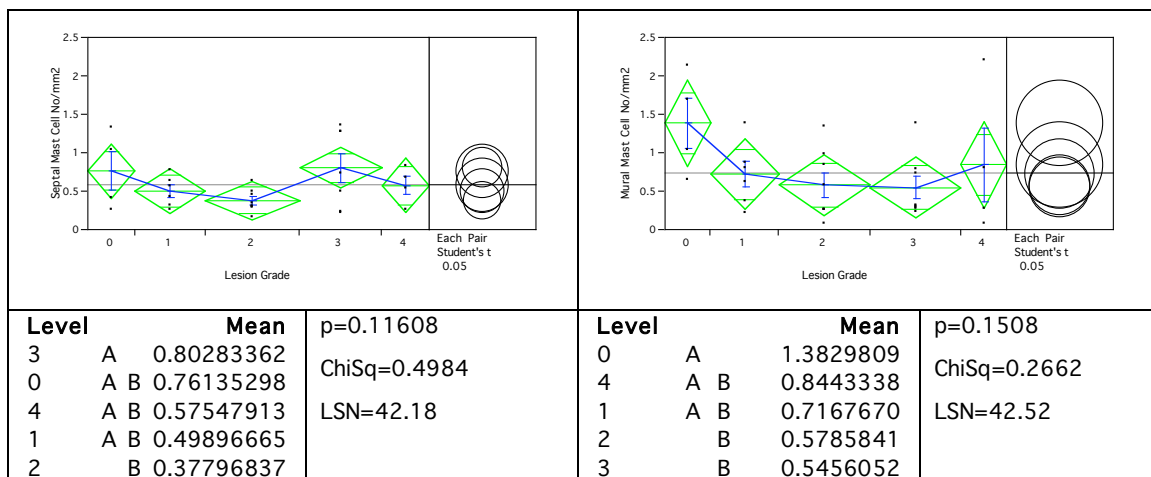 2.5
2
1.5
1
0.5
0
Septal Mast Cell No/mm2
0 1 2 3 4
Lesion Grade
Each Pair
Student's t
0.05
2.5
2
1.5
1
0.5
0
Mural Mast Cell No/mm2
0 1 2 3 4
Lesion Grade
Each Pair
Student's t
0.05
Level Mean
3 A 0.80283362
0 A B 0.76135298
4 A B 0.57547913
1 A B 0.49896665
2 B 0.37796837
p=0.11608
ChiSq=0.4984
LSN=42.18
Level Mean
0 A 1.3829809
4 A B 0.8443338
1 A B 0.7167670
2 B 0.5785841
3 B 0.5456052
p=0.1508
ChiSq=0.2662
LSN=42.52